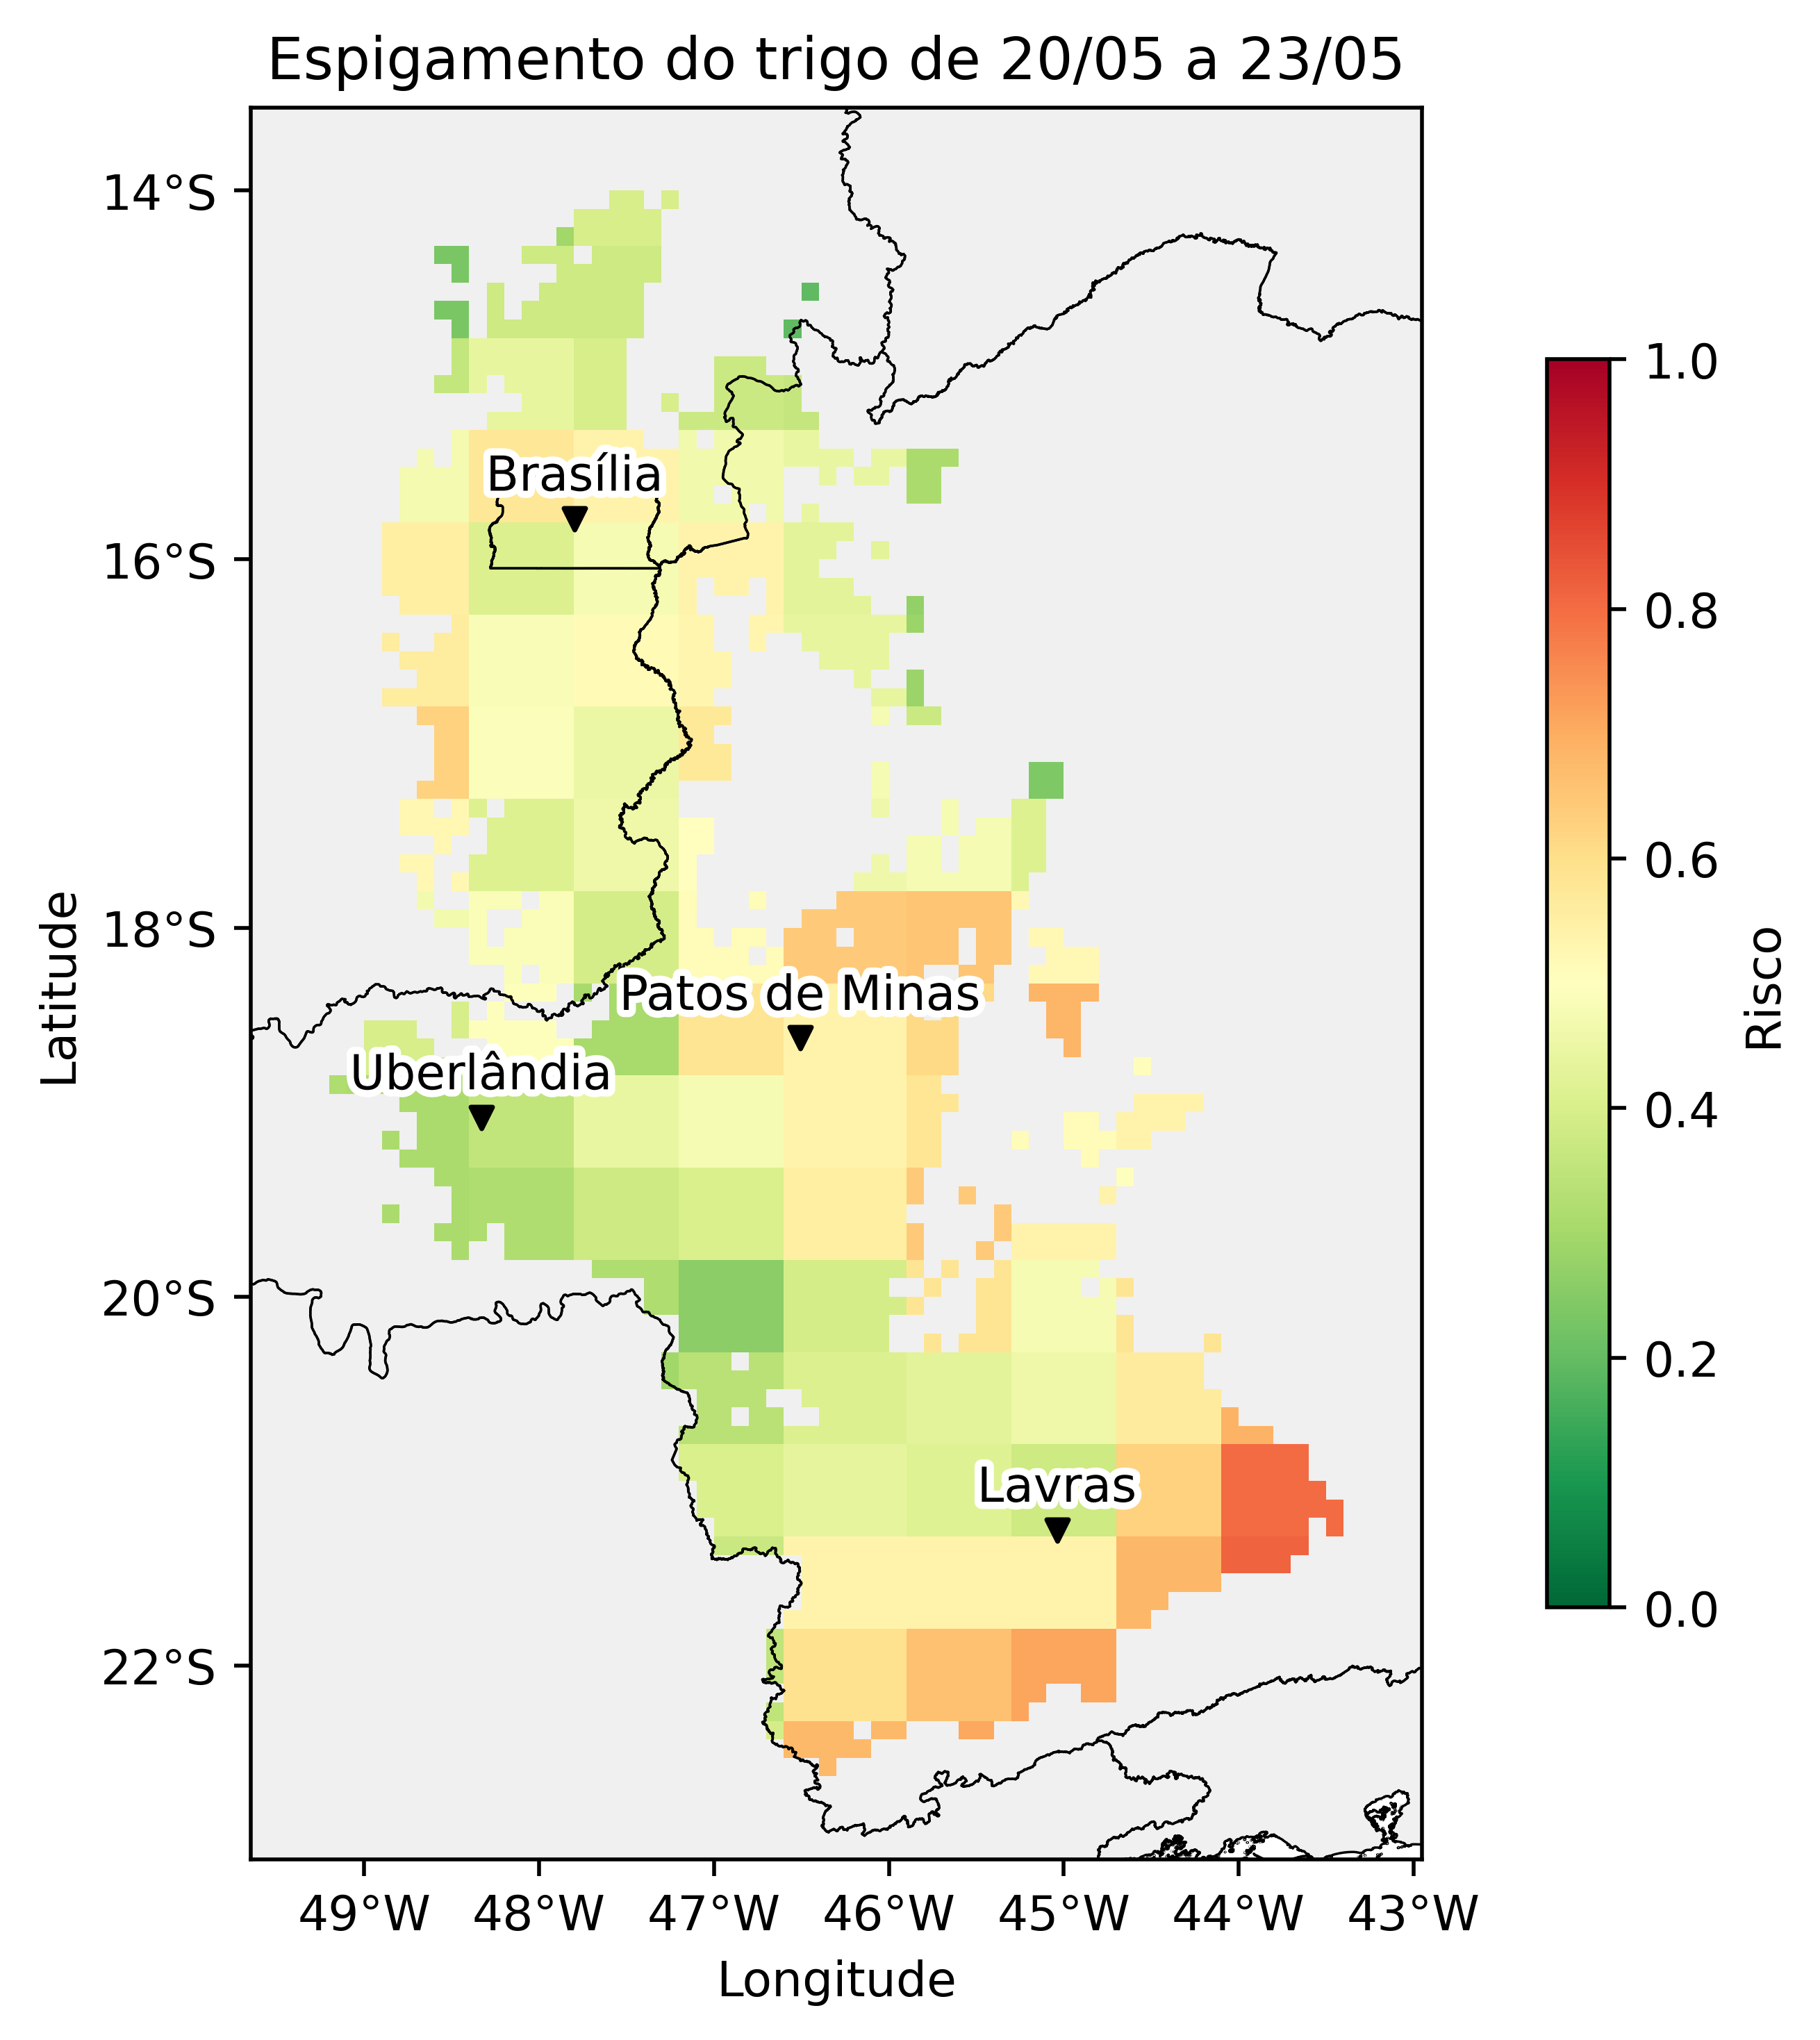 Espigamento do trigo de 20/05 a 23/05
14°S
16°S
18°S
20°S
22°S
Latitude
Brasília
Patos de Minas
Uberlândia
Lavras
49°W 48°W 47°W 46°W 45°W 44°W 43°W
Longitude
1.0
0.8
0.6
0.4
0.2
0.0
Risco